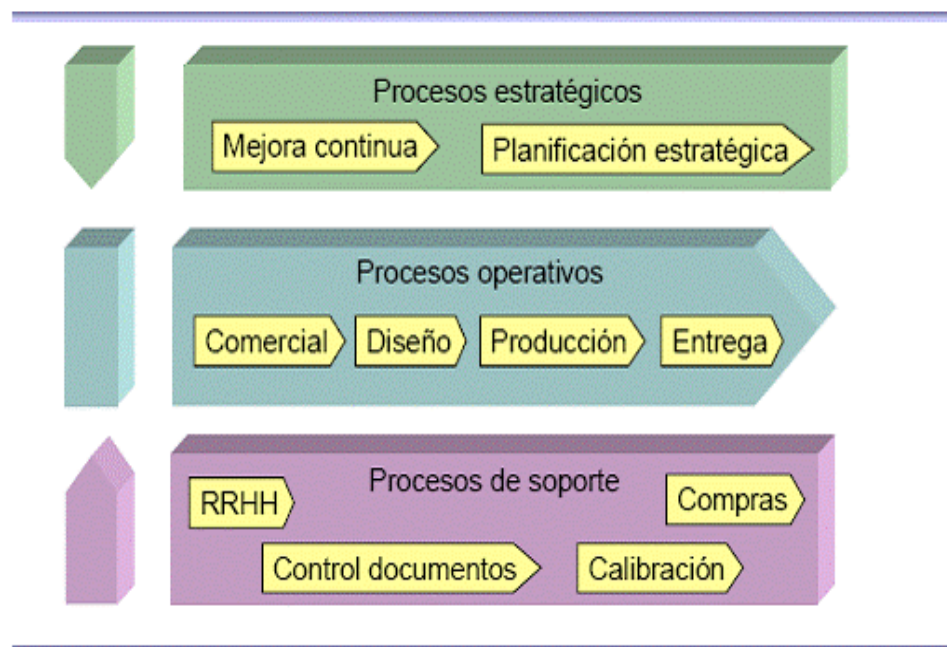 Procesos estratégicos
Mejora continua
Planificación estratégica
Procesos operativos
Comercial
Diseño
Producción
Entrega
Procesos de soporte
RRHH
Compras
Control documentos
Calibración